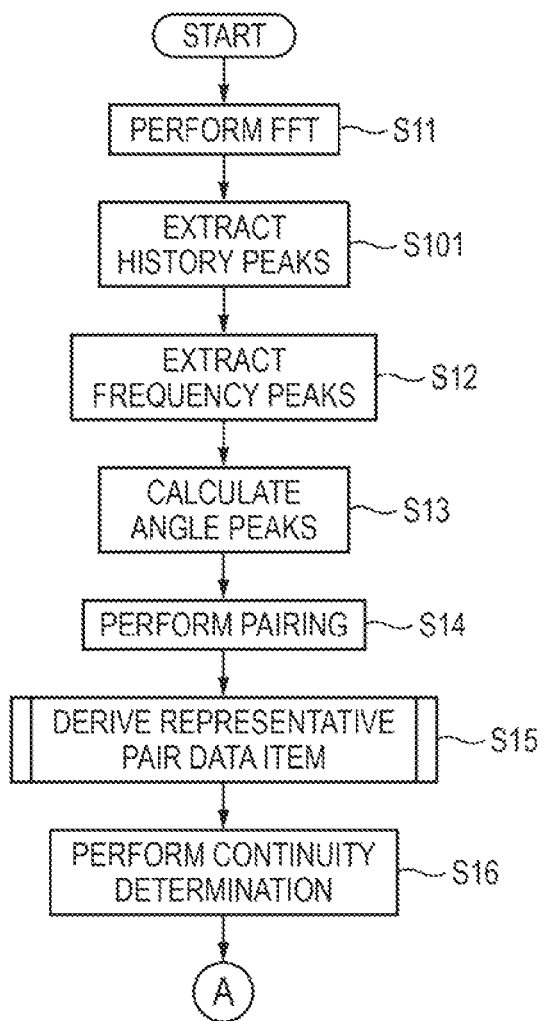 START
PERFORM FFT
S11
EXTRACT
HISTORY PEAKS
S101
EXTRACT
FREQUENCY PEAKS
S12
CALCULATE
ANGLE PEAKS
S13
PERFORM PAIRING
S14
DERIVE REPRESENTATIVE
PAIR DATA ITEM
S15
PERFORM CONTINUITY
DETERMINATION
S16
A